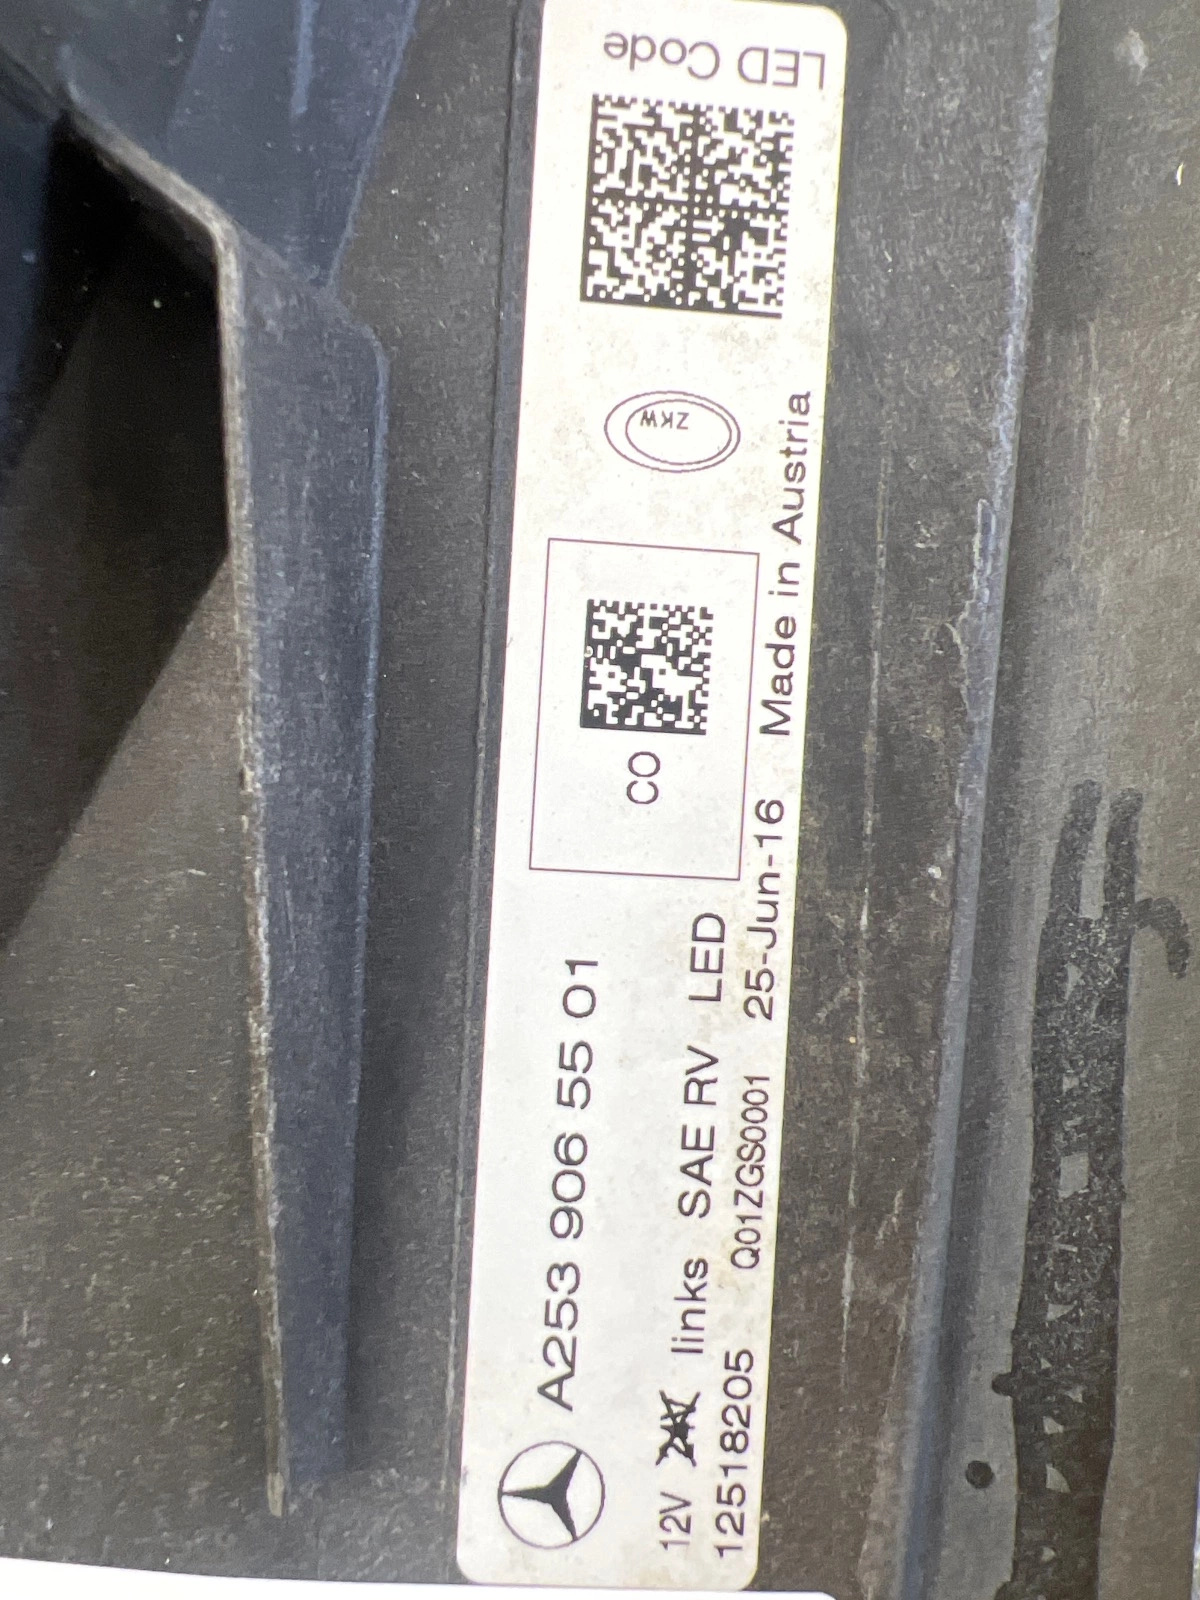 A253 906 55 01
12V 24V links SAE RV LED
12518205 Q01ZGS0001 25-Jun-16 Made in Austria
CO
ZKW
LED Code